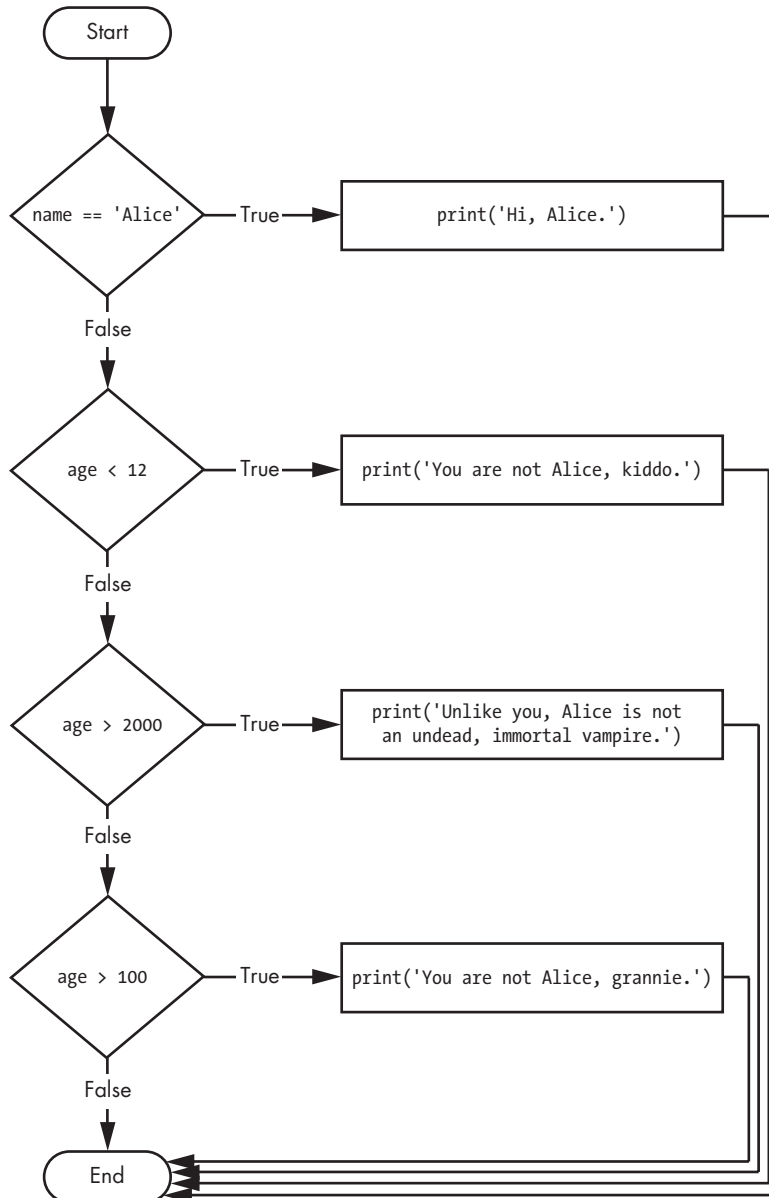 Start
name == 'Alice'
True
print('Hi, Alice.')
False
age < 12
True
print('You are not Alice, kiddo.')
False
age > 2000
True
print('Unlike you, Alice is not
an undead, immortal vampire.')
False
age > 100
True
print('You are not Alice, grannie.')
False
End